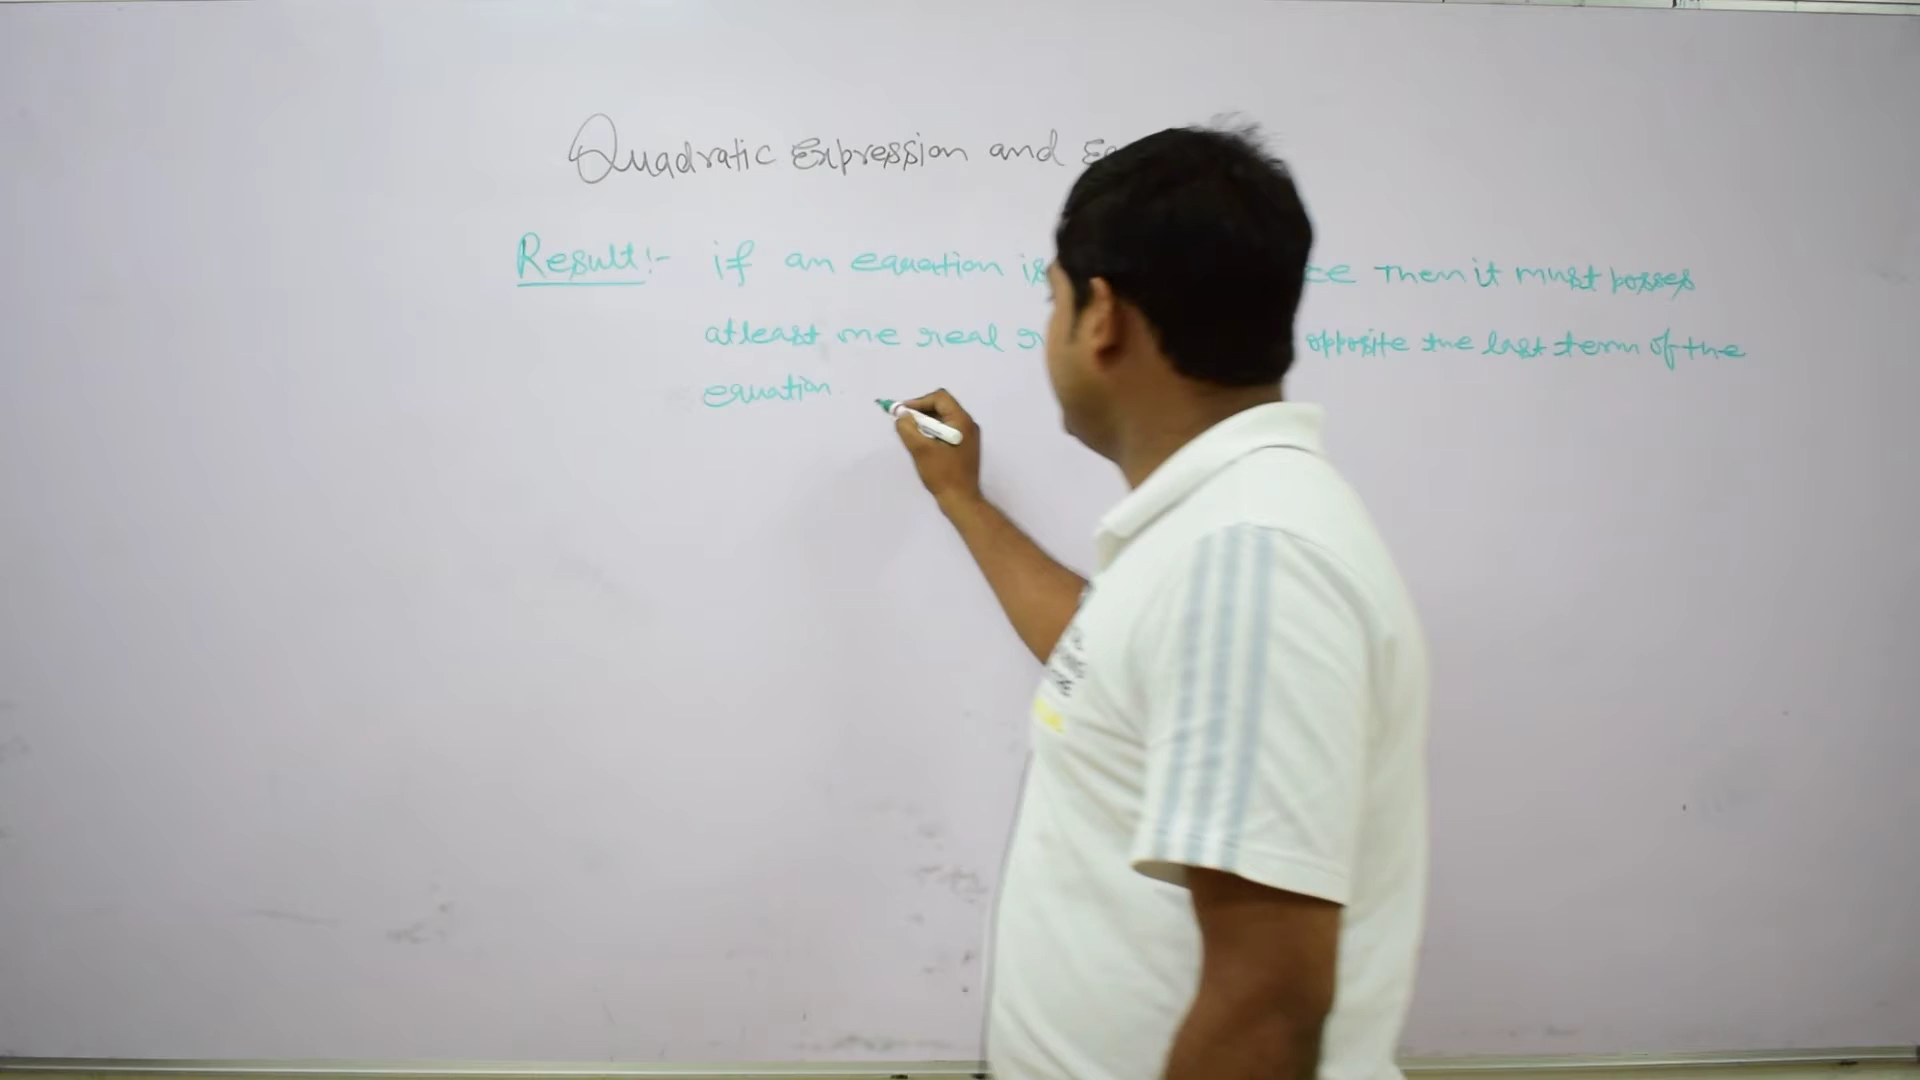 Quadratic Expression and
Result:- if an equation is Then it must posses
atleast one real opposite the last term of the
equation